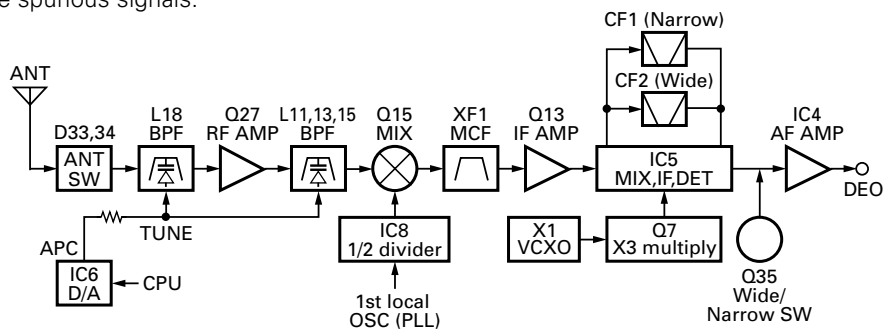 e spurious signals.
CF1 (Narrow)
CF2 (Wide)
ANT
D33,34
ANT
SW
L18
BPF
Q27
RF AMP
L11,13,15
BPF
Q15
MIX
XF1
MCF
Q13
IF AMP
IC5
MIX,IF,DET
IC4
AF AMP
DEO
TUNE
APC
IC6
D/A
CPU
IC8
1/2 divider
1st local
OSC (PLL)
X1
VCXO
Q7
X3 multiply
Q35
Wide/
Narrow SW